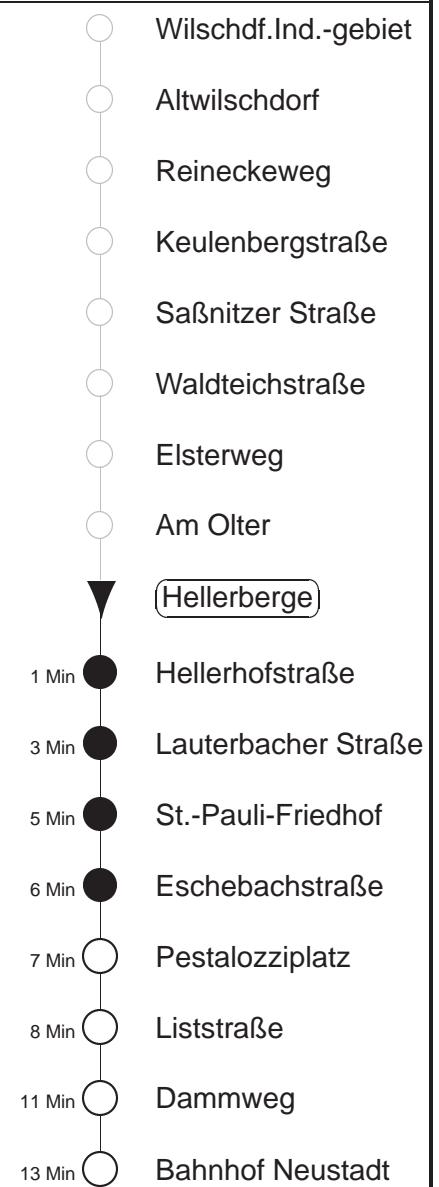 Wilschdf.Ind.-gebiet
Altwilschdorf
Reineckeweg
Keulenbergstraße
Saßnitzer Straße
Waldteichstraße
Elsterweg
Am Olter
Hellerberge
1 Min Hellerhofstraße
3 Min Lauterbacher Straße
5 Min St.-Pauli-Friedhof
6 Min Eschebachstraße
7 Min Pestalozziplatz
8 Min Liststraße
11 Min Dammweg
13 Min Bahnhof Neustadt